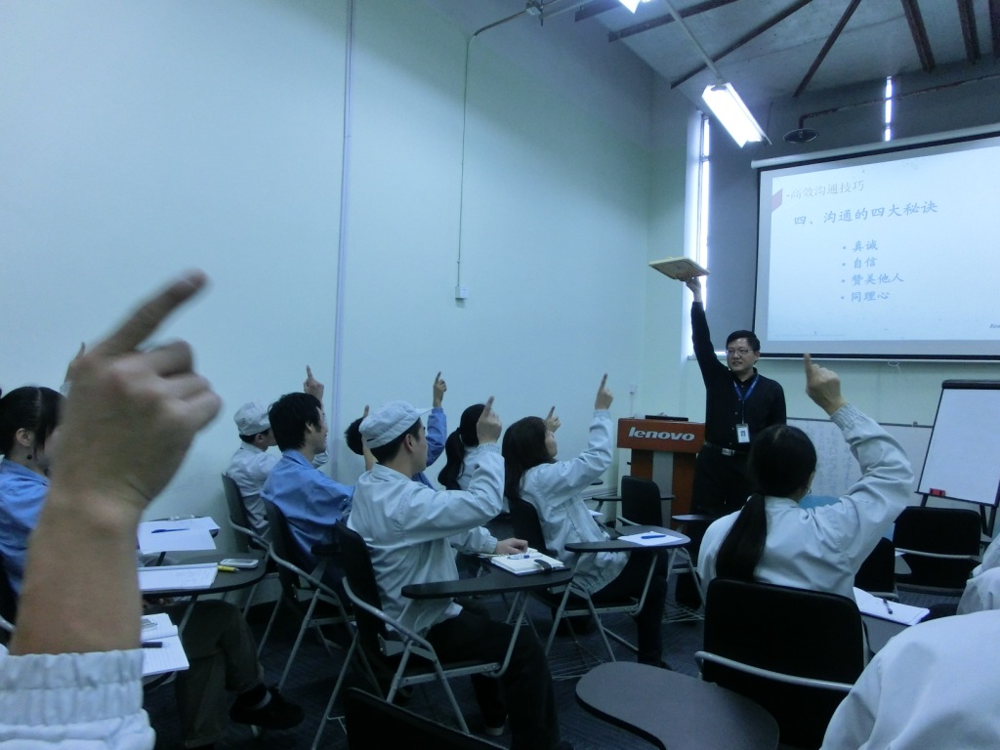 -高效沟通技巧
四、沟通的四大秘诀
• 真诚
• 自信
• 赞美他人
• 同理心
lenovo